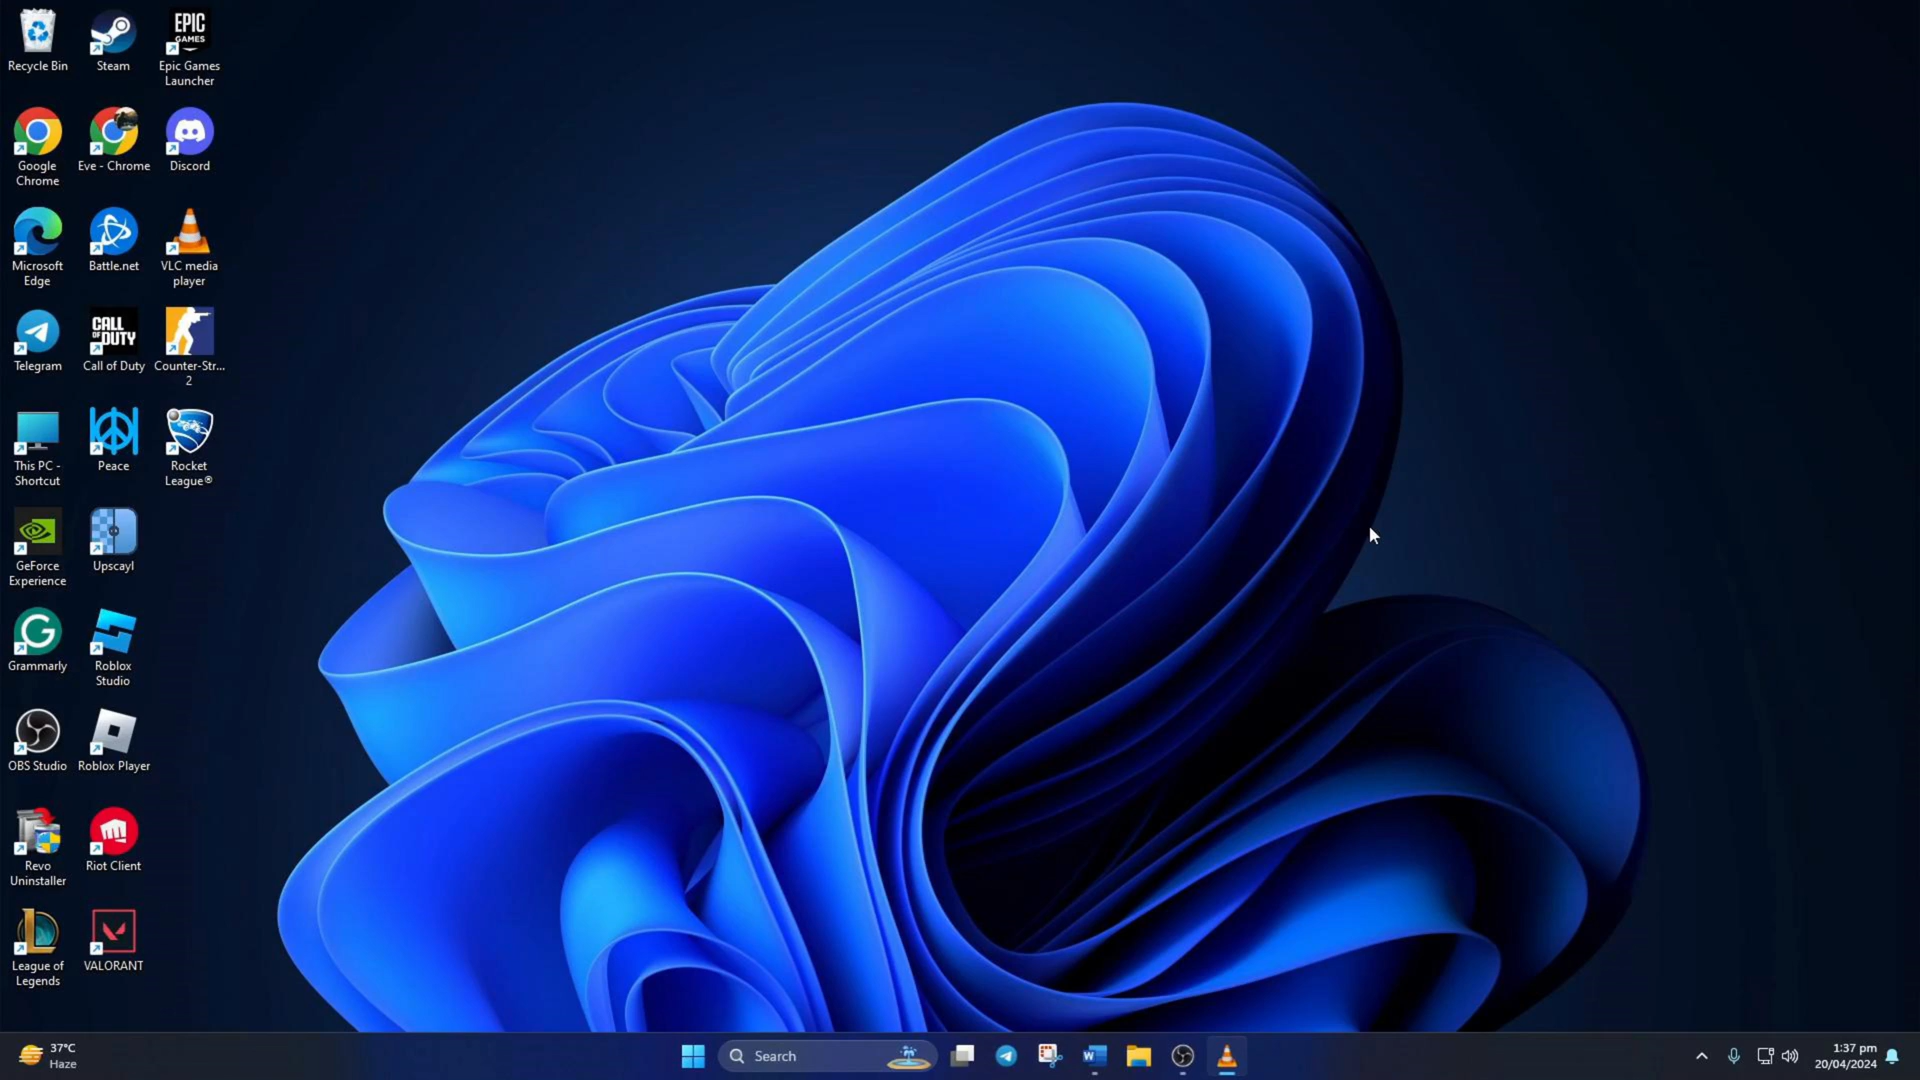 Recycle Bin
Steam
EPIC
GAMES
Epic Games
Launcher
Google
Chrome
Eve - Chrome
Discord
Microsoft
Edge
Battle.net
VLC media
player
Telegram
CALL
OF DUTY
Call of Duty
Counter-Str...
2
This PC -
Shortcut
Peace
Rocket
League®
GeForce
Experience
Upscayl
Grammarly
Roblox
Studio
OBS Studio
Roblox Player
Revo
Uninstaller
Riot Client
League of
Legends
VALORANT
37°C
Haze
Search
1:37 pm
20/04/2024